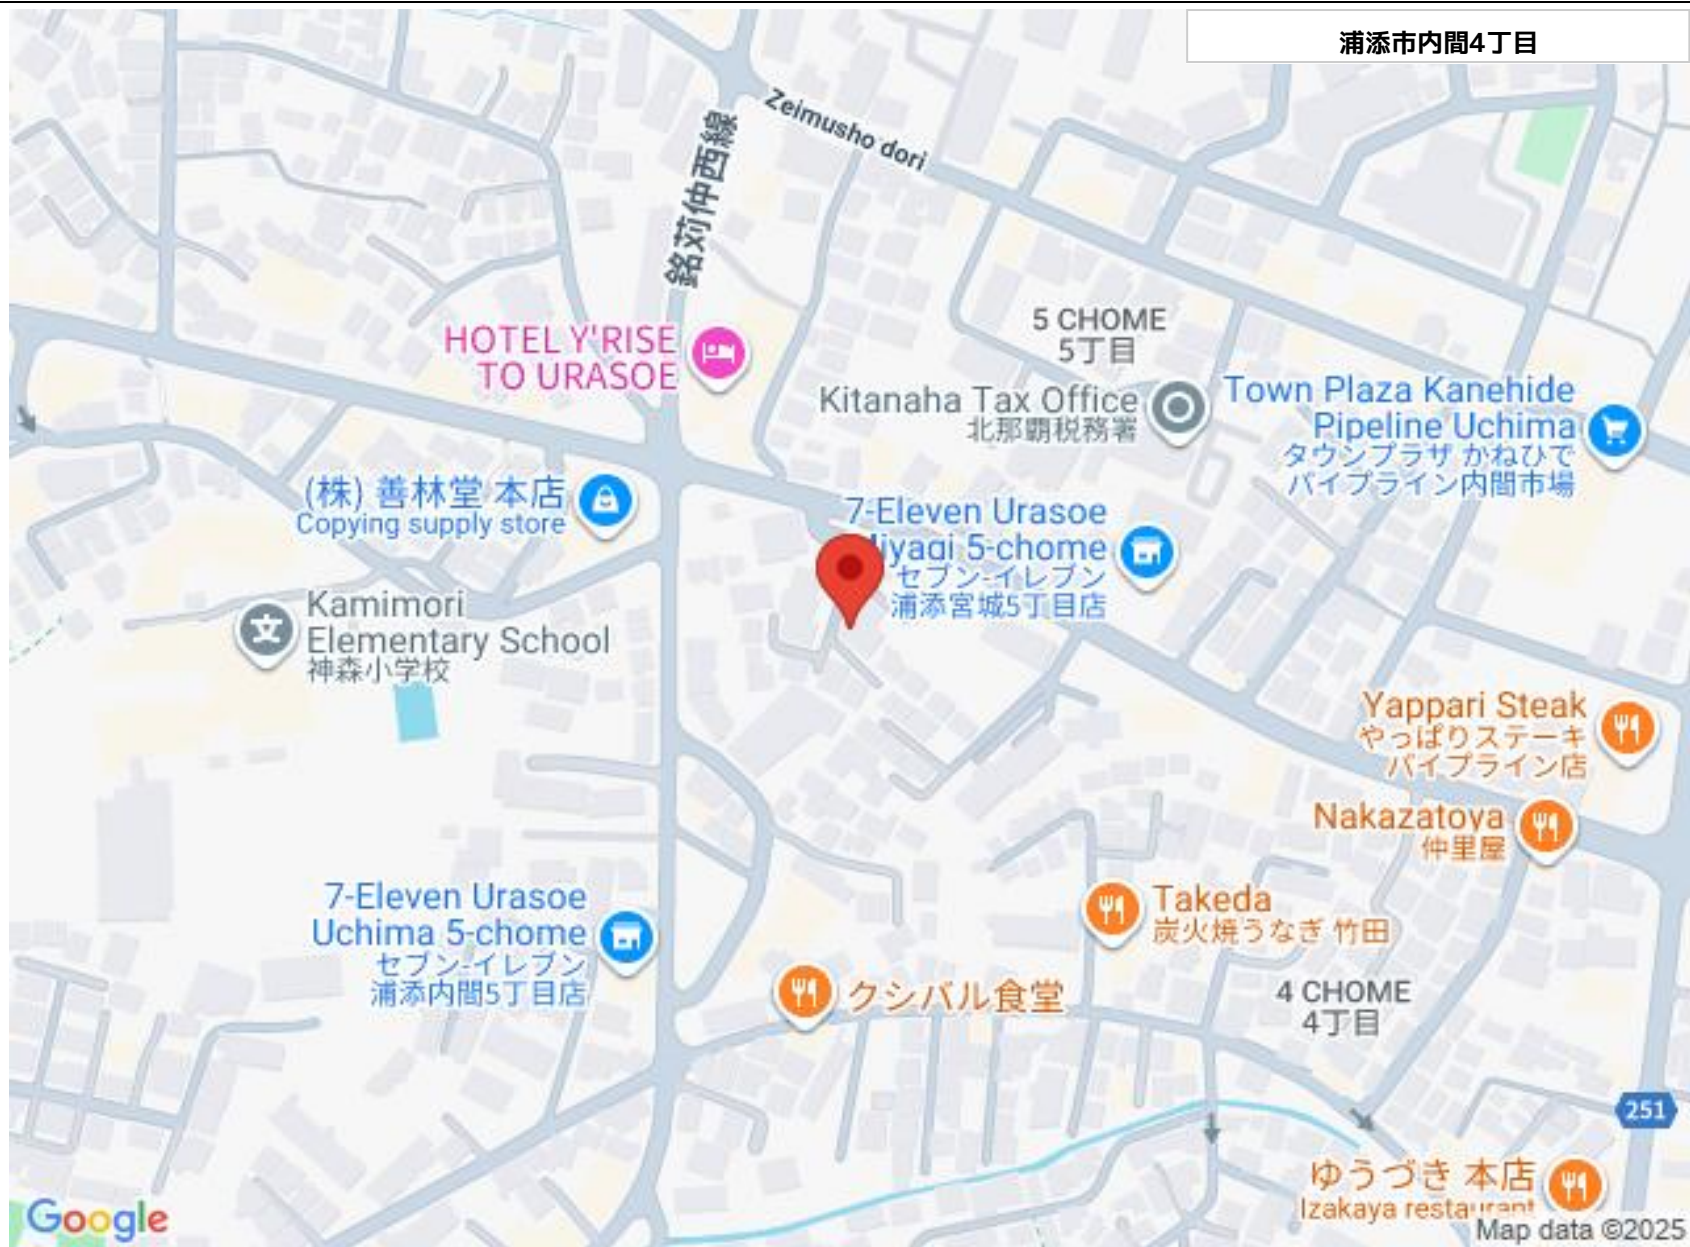 浦添市内間4丁目
Zeimusho dori
銘苅仲西線
5 CHOME
5丁目
HOTEL Y'RISE
TO URASOE
Kitanaha Tax Office
北那覇税務署
Town Plaza Kanehide
Pipeline Uchima
タウンプラザ かねひで
パイプライン内間市場
(株) 善林堂 本店
Copying supply store
7-Eleven Urasoe
Miyagi 5-chome
セブン-イレブン
浦添宮城5丁目店
Kamimori
Elementary School
神森小学校
Yappari Steak
やっぱりステーキ
パイプライン店
Nakazatoya
仲里屋
7-Eleven Urasoe
Uchima 5-chome
セブン-イレブン
浦添内間5丁目店
Takeda
炭火焼うなぎ 竹田
クシバル食堂
4 CHOME
4丁目
251
ゆうづき 本店
Izakaya restaurant
Google
Map data ©2025